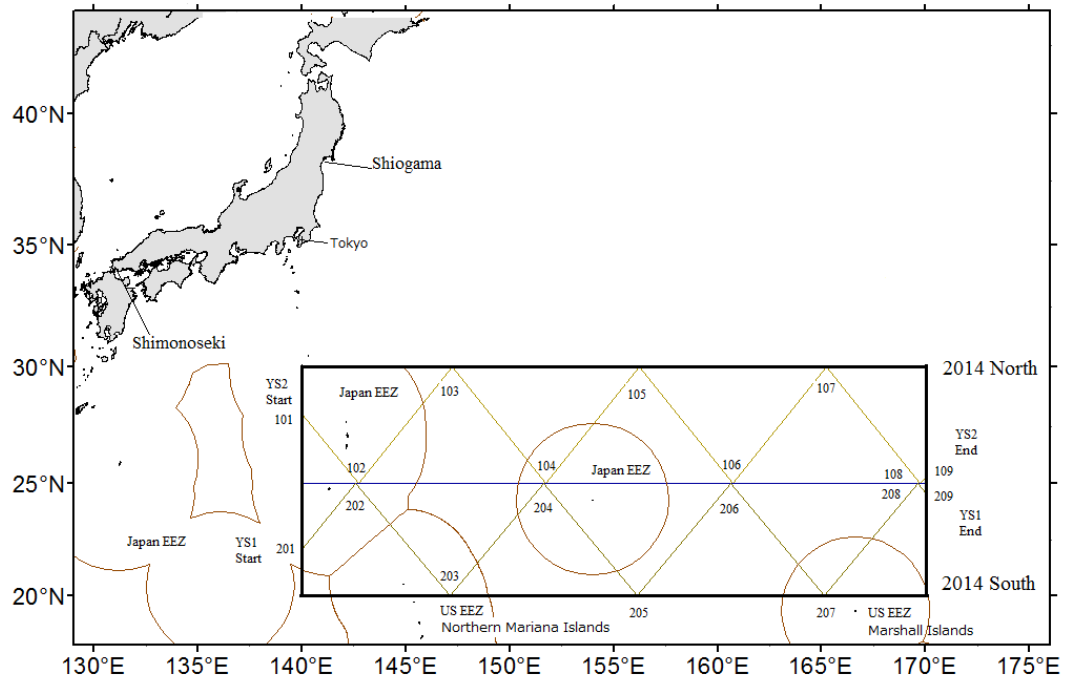 40°N
Shiogama
35°N
Tokyo
Shimonoseki
30°N
2014 North
YS2
Start
Japan EEZ
103
105
107
101
YS2
End
102
104
Japan EEZ
106
108
109
25°N
202
204
206
208
209
YS1
End
Japan EEZ
YS1
Start
201
203
2014 South
20°N
US EEZ
205
207
US EEZ
Northern Mariana Islands
Marshall Islands
130°E
135°E
140°E
145°E
150°E
155°E
160°E
165°E
170°E
175°E